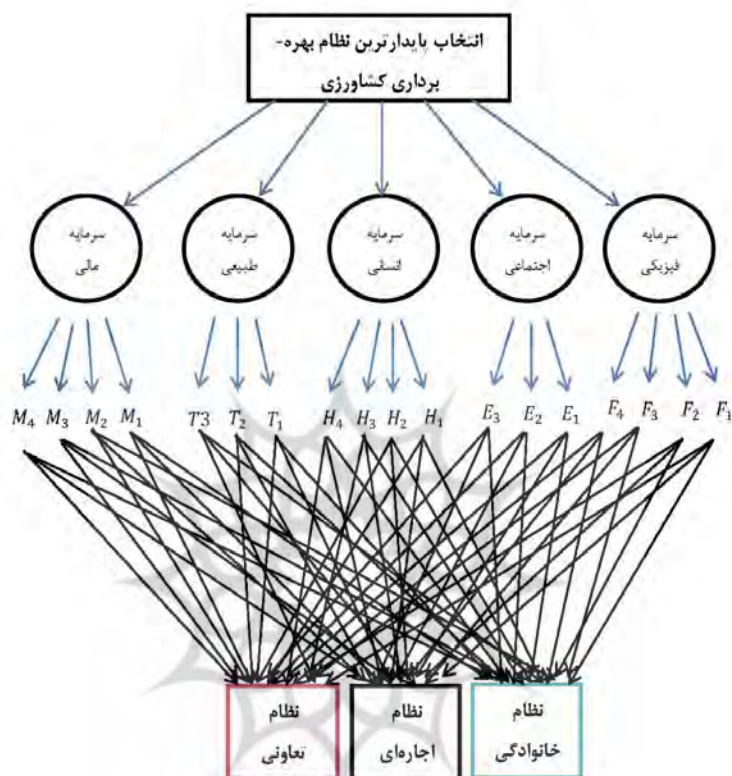 انتخاب پایدارترین نظام بهره-
برداری کشاورزی
سرمایه
فیزیکی
سرمایه
اجتماعی
سرمایه
انسانی
سرمایه
طبیعی
سرمایه
مالی
M₄ M₃ M₂ M₁ T3 T₂ T₁ H₄ H₃ H₂ H₁ E₃ E₂ E₁ F₄ F₃ F₂ F₁
نظام
خانوادگی
نظام
اجاره‌ای
نظام
تعاونی